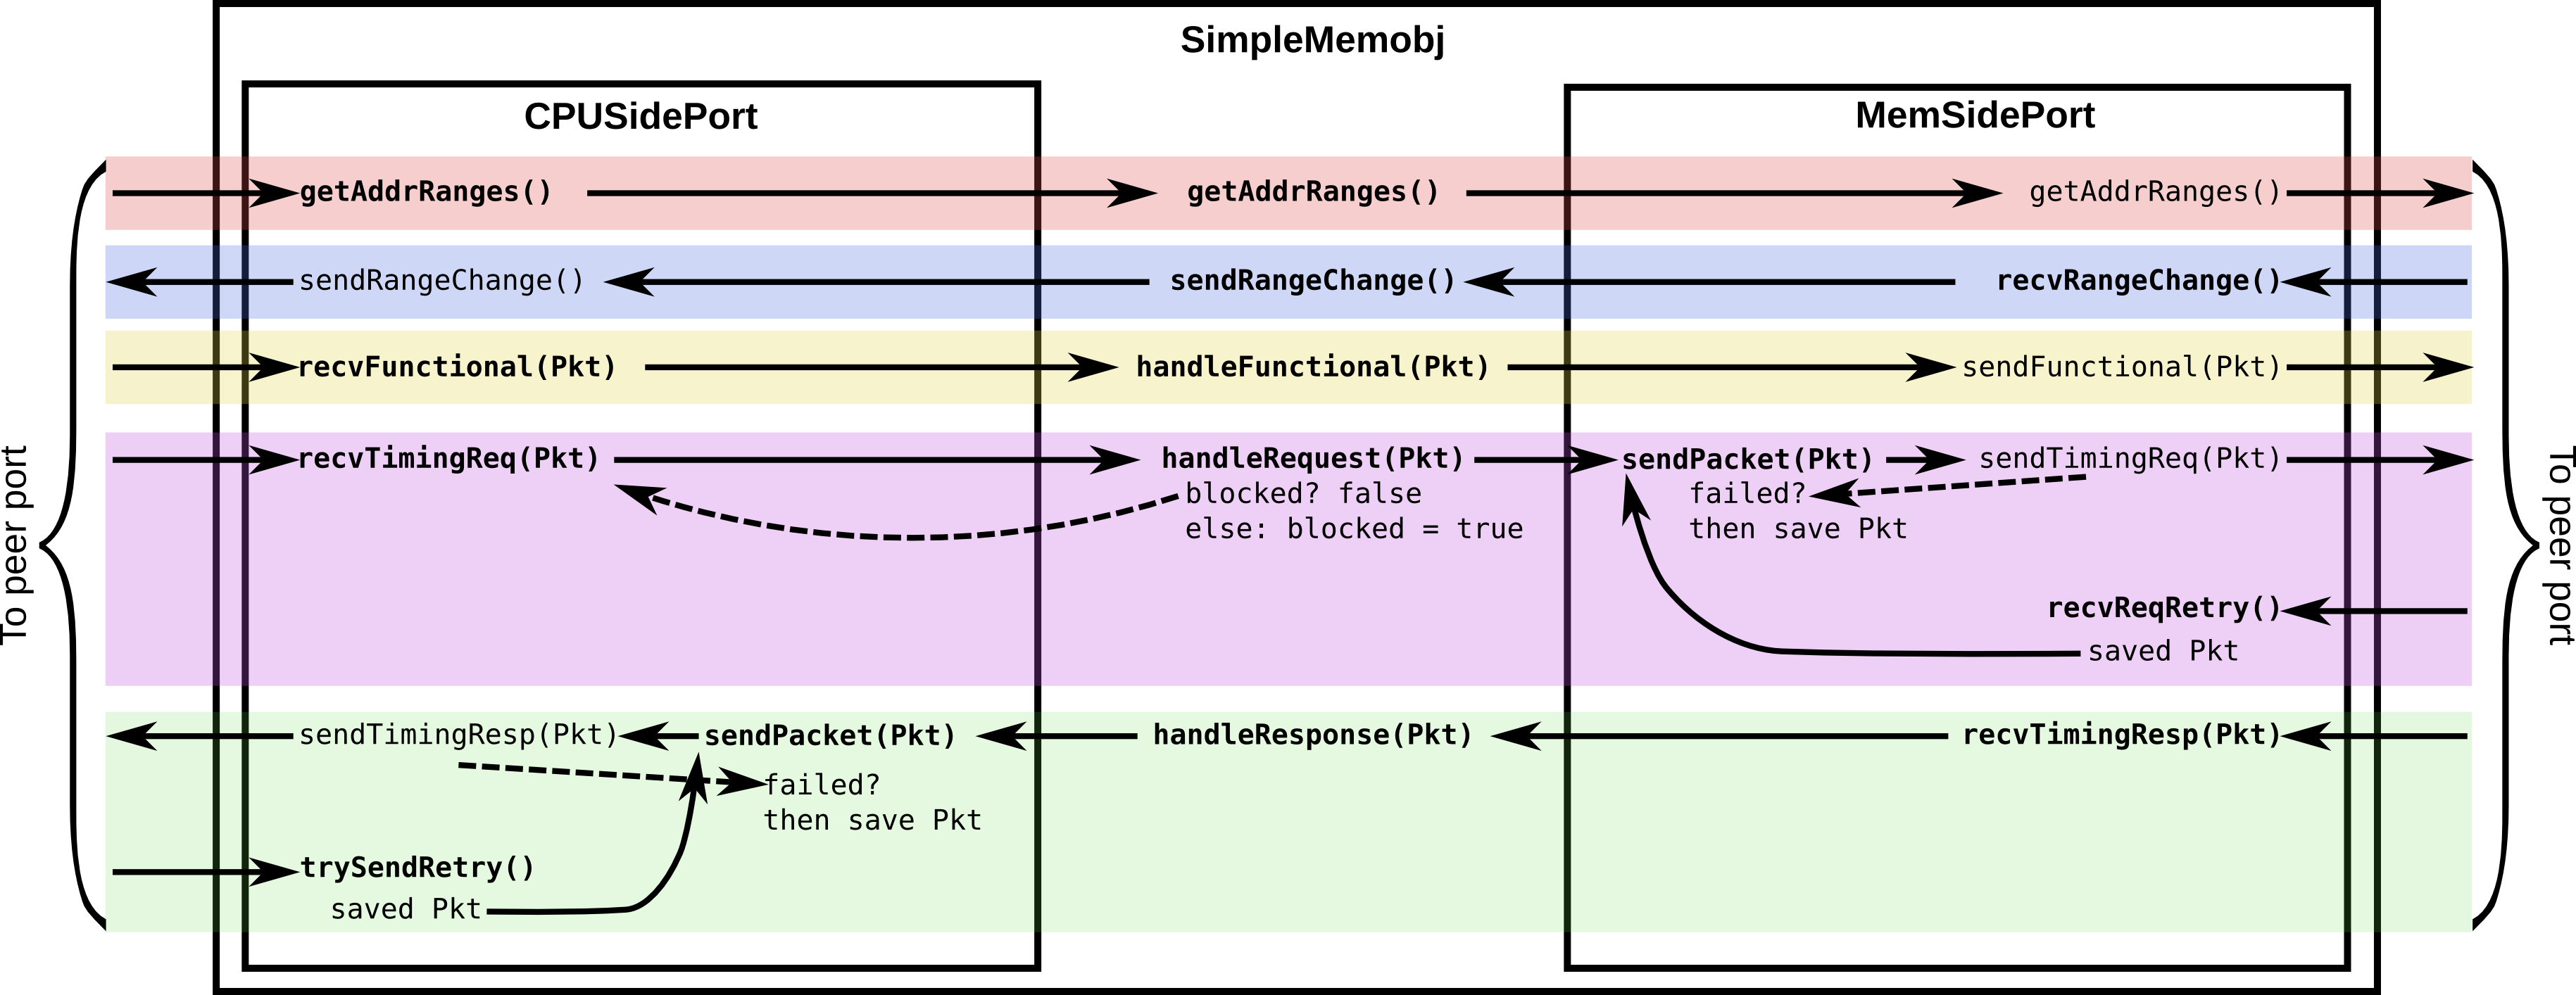 SimpleMemobj
CPUSidePort
MemSidePort
To peer port
getAddrRanges()
getAddrRanges()
getAddrRanges()
sendRangeChange()
sendRangeChange()
recvRangeChange()
recvFunctional(Pkt)
handleFunctional(Pkt)
sendFunctional(Pkt)
recvTimingReq(Pkt)
handleRequest(Pkt)
blocked? false
else: blocked = true
sendPacket(Pkt)
failed?
then save Pkt
sendTimingReq(Pkt)
recvReqRetry()
saved Pkt
sendTimingResp(Pkt)
sendPacket(Pkt)
failed?
then save Pkt
handleResponse(Pkt)
recvTimingResp(Pkt)
trySendRetry()
saved Pkt
To peer port